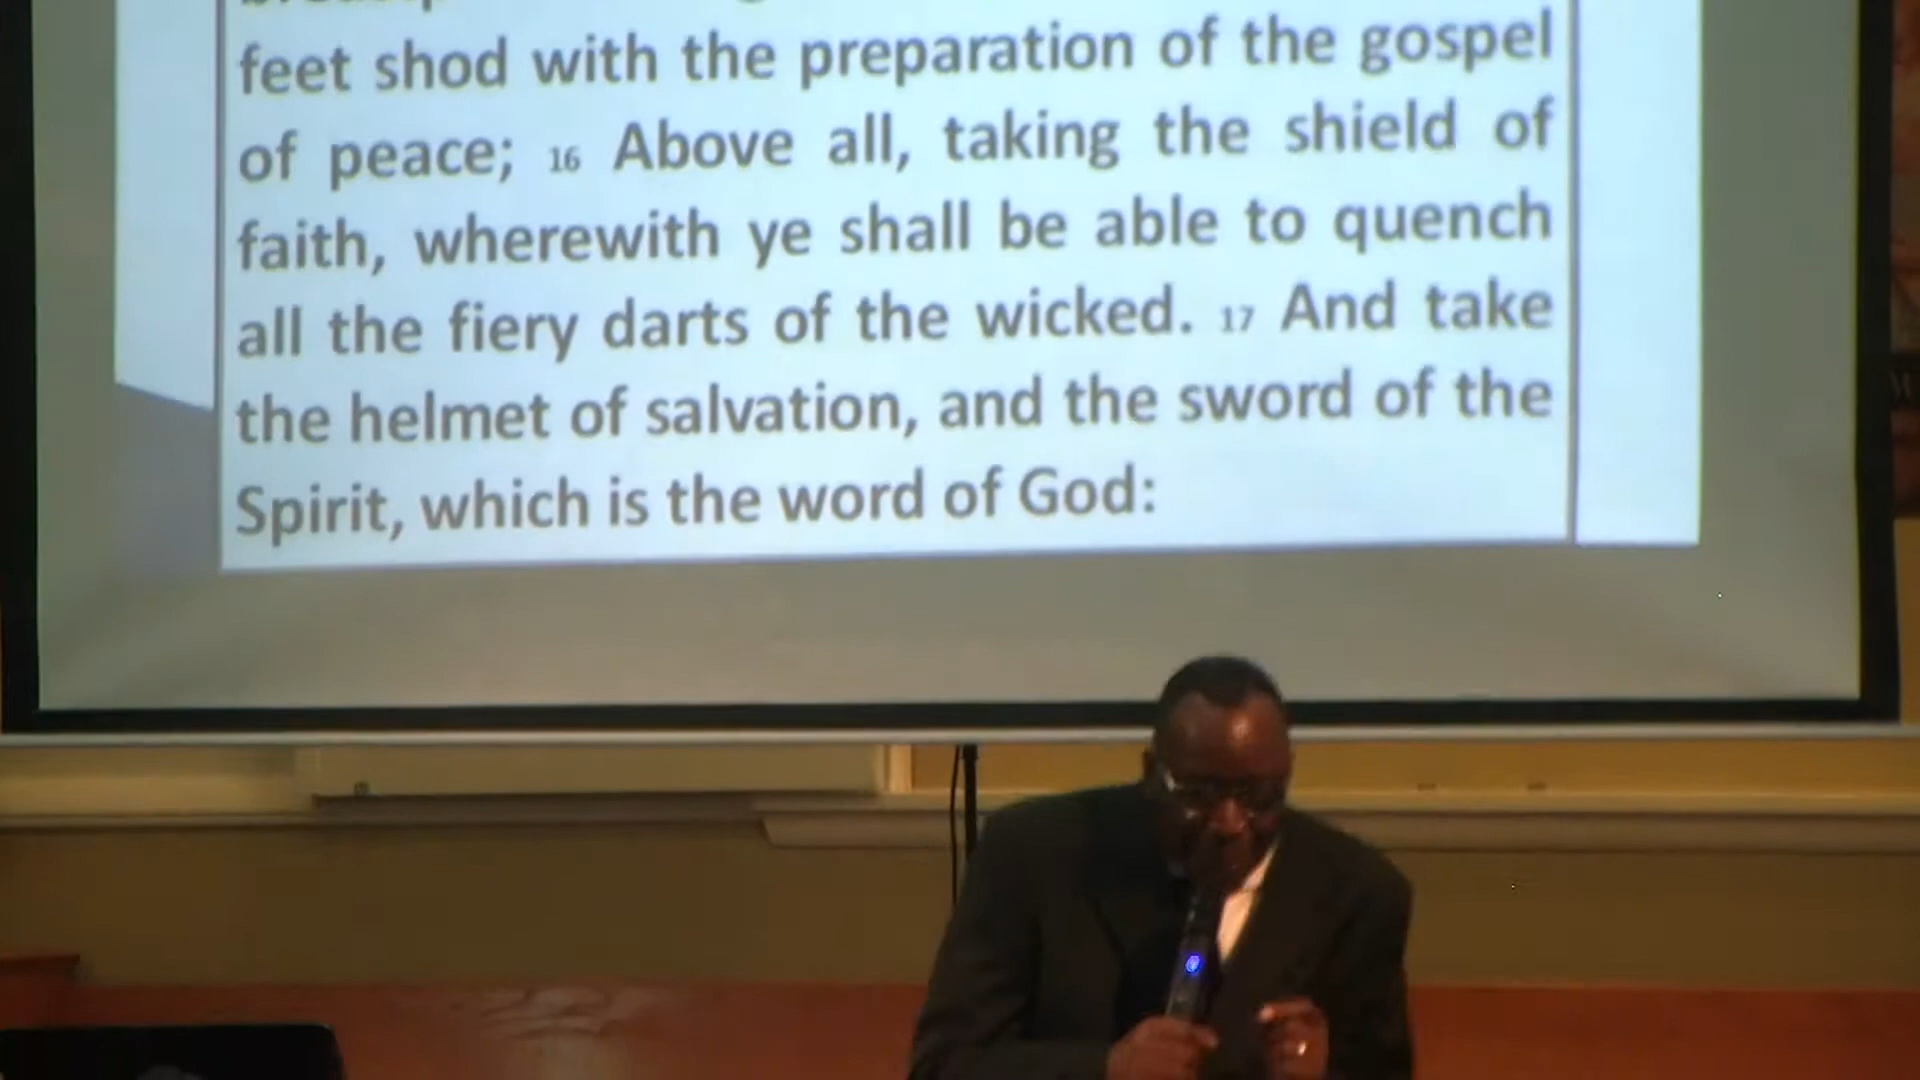 feet shod with the preparation of the gospel
of peace; 16 Above all, taking the shield of
faith, wherewith ye shall be able to quench
all the fiery darts of the wicked. 17 And take
the helmet of salvation, and the sword of the
Spirit, which is the word of God: